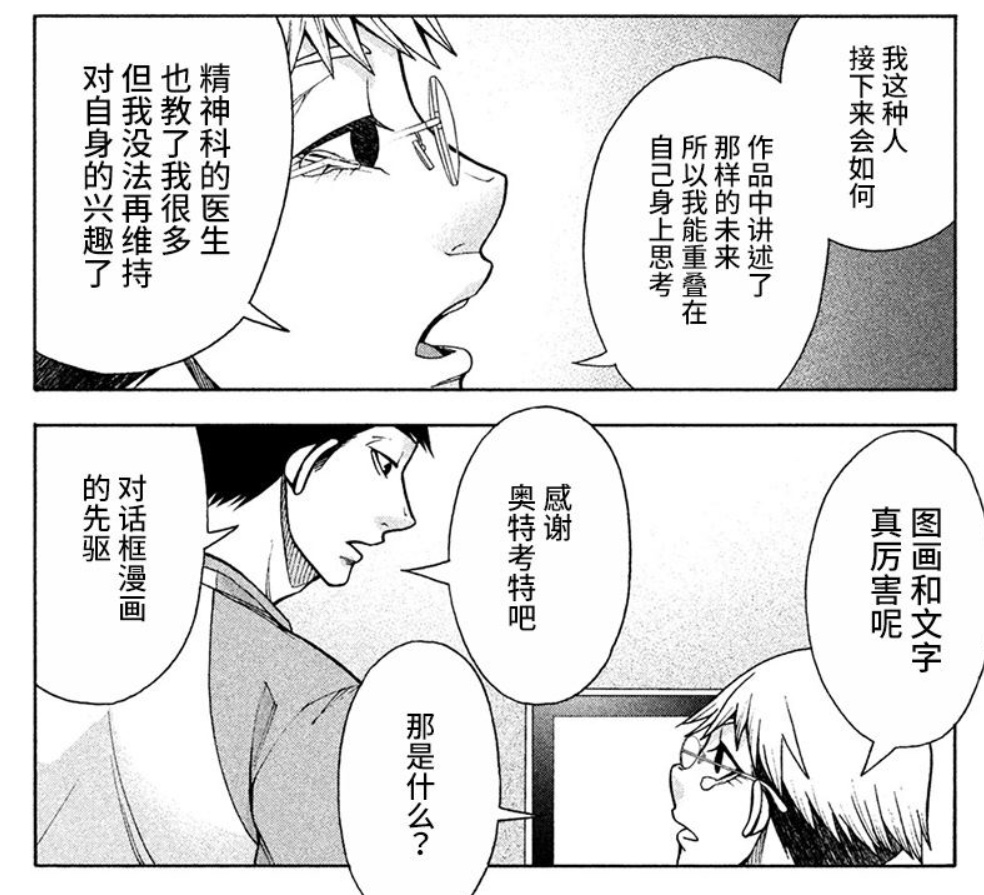 我这种人
接下来会如何
作品中讲述了
那样的未来
所以我能重叠在
自己身上思考
精神科的医生
也教了我很多
但我没法再维持
对自身的兴趣了
图画和文字
真厉害呢
感谢
奥特考特吧
那是什么？
对话框漫画
的先驱